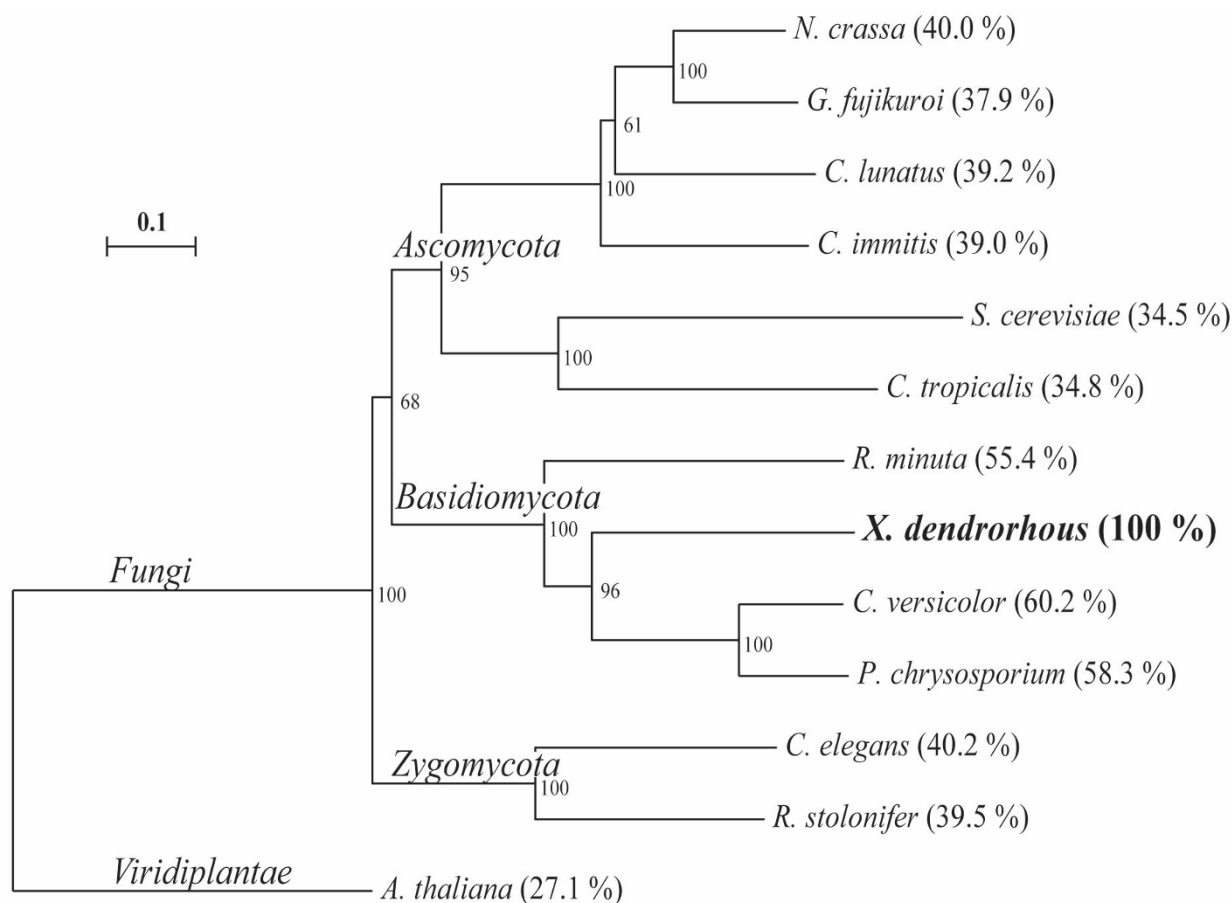 N. crassa (40.0 %)
100
G. fujikuroi (37.9 %)
61
C. lunatus (39.2 %)
100
0.1
Ascomycota
C. immitis (39.0 %)
95
S. cerevisiae (34.5 %)
100
C. tropicalis (34.8 %)
68
R. minuta (55.4 %)
Basidiomycota
100
X. dendrorhous (100 %)
Fungi
100
96
C. versicolor (60.2 %)
100
P. chrysosporium (58.3 %)
C. elegans (40.2 %)
Zygomycota
100
R. stolonifer (39.5 %)
Viridiplantae
A. thaliana (27.1 %)